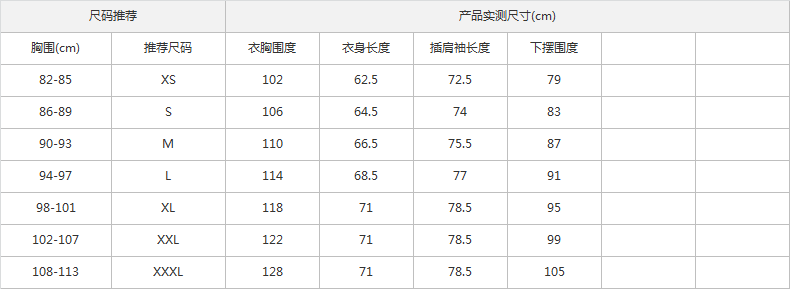 尺码推荐 产品实测尺寸(cm)
胸围(cm) 推荐尺码 衣胸围度 衣身长度 插肩袖长度 下摆围度
82-85 XS 102 62.5 72.5 79
86-89 S 106 64.5 74 83
90-93 M 110 66.5 75.5 87
94-97 L 114 68.5 77 91
98-101 XL 118 71 78.5 95
102-107 XXL 122 71 78.5 99
108-113 XXXL 128 71 78.5 105